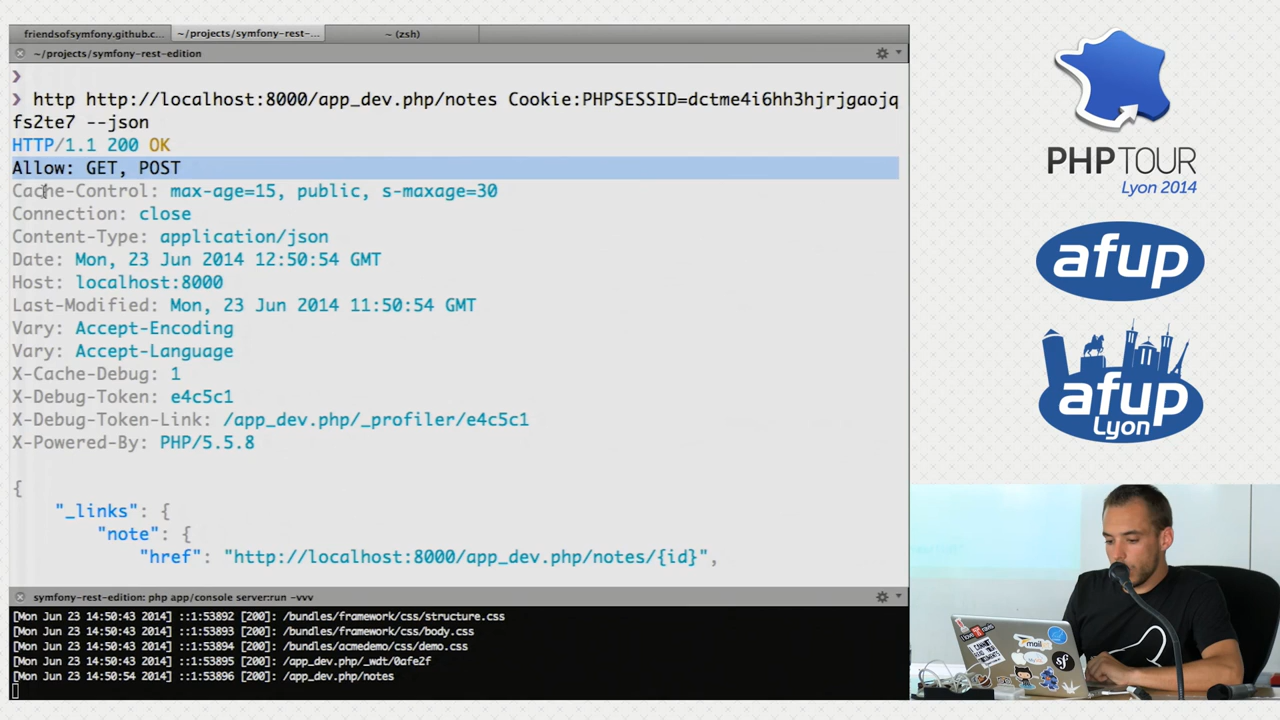 friendsofsymfony.github.c...
~/projects/symfony-rest-...
~ (zsh)
~/projects/symfony-rest-edition
❯
❯ http http://localhost:8000/app_dev.php/notes Cookie:PHPSESSID=dctme4i6hh3hjrjgaojq
fs2te7 --json
HTTP/1.1 200 OK
Allow: GET, POST
Cache-Control: max-age=15, public, s-maxage=30
Connection: close
Content-Type: application/json
Date: Mon, 23 Jun 2014 12:50:54 GMT
Host: localhost:8000
Last-Modified: Mon, 23 Jun 2014 11:50:54 GMT
Vary: Accept-Encoding
Vary: Accept-Language
X-Cache-Debug: 1
X-Debug-Token: e4c5c1
X-Debug-Token-Link: /app_dev.php/_profiler/e4c5c1
X-Powered-By: PHP/5.5.8
{
"_links": {
"note": {
"href": "http://localhost:8000/app_dev.php/notes/{id}",
symfony-rest-edition: php app/console server:run -vvv
[Mon Jun 23 14:50:43 2014] ::1:53892 [200]: /bundles/framework/css/structure.css
[Mon Jun 23 14:50:43 2014] ::1:53893 [200]: /bundles/framework/css/body.css
[Mon Jun 23 14:50:43 2014] ::1:53894 [200]: /bundles/acmedemo/css/demo.css
[Mon Jun 23 14:50:43 2014] ::1:53895 [200]: /app_dev.php/_wdt/0afe2f
[Mon Jun 23 14:50:54 2014] ::1:53896 [200]: /app_dev.php/notes
PHP TOUR
Lyon 2014
afup
afup
Lyon
mail
sf